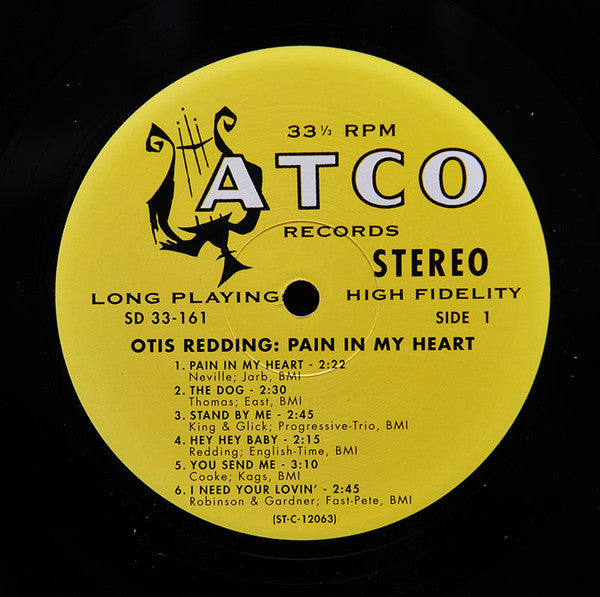 33 ⅓ RPM
ATCO
RECORDS
STEREO
LONG PLAYING HIGH FIDELITY
SD 33-161 SIDE 1
OTIS REDDING: PAIN IN MY HEART
1. PAIN IN MY HEART - 2:22
Neville; Jarb, BMI
2. THE DOG - 2:30
Thomas; East, BMI
3. STAND BY ME - 2:45
King & Glick; Progressive-Trio, BMI
4. HEY HEY BABY - 2:15
Redding; English-Time, BMI
5. YOU SEND ME - 3:10
Cooke; Kags, BMI
6. I NEED YOUR LOVIN' - 2:45
Robinson & Gardner; Fast-Pete, BMI
(ST-C-12063)